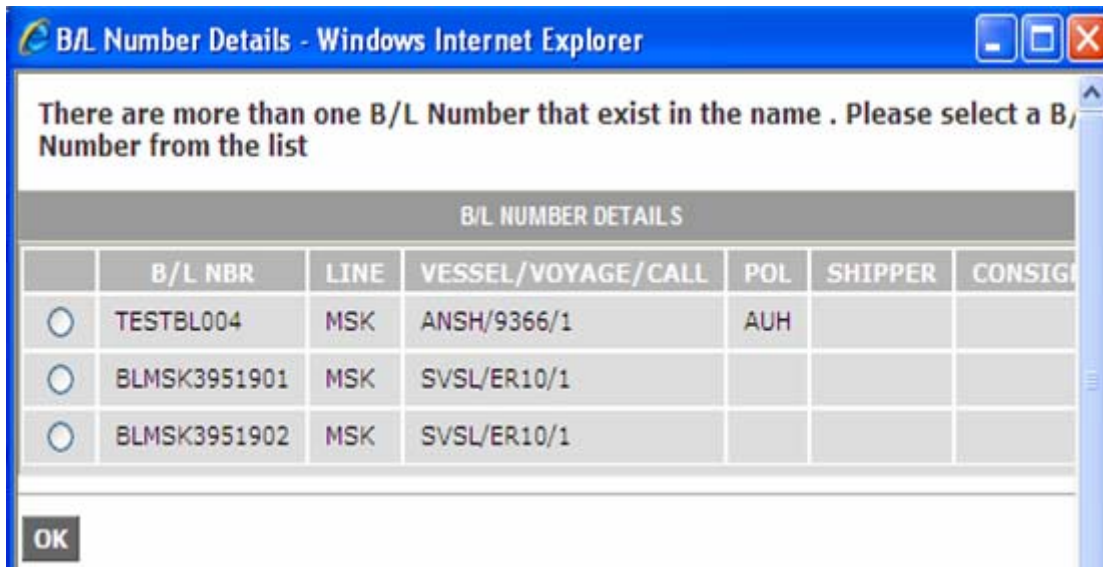 B/L Number Details - Windows Internet Explorer
There are more than one B/L Number that exist in the name . Please select a B/
Number from the list
B/L NUMBER DETAILS
B/L NBR LINE VESSEL/VOYAGE/CALL POL SHIPPER CONSIG
TESTBL004 MSK ANSH/9366/1 AUH
BLMSK3951901 MSK SVSL/ER10/1
BLMSK3951902 MSK SVSL/ER10/1
OK